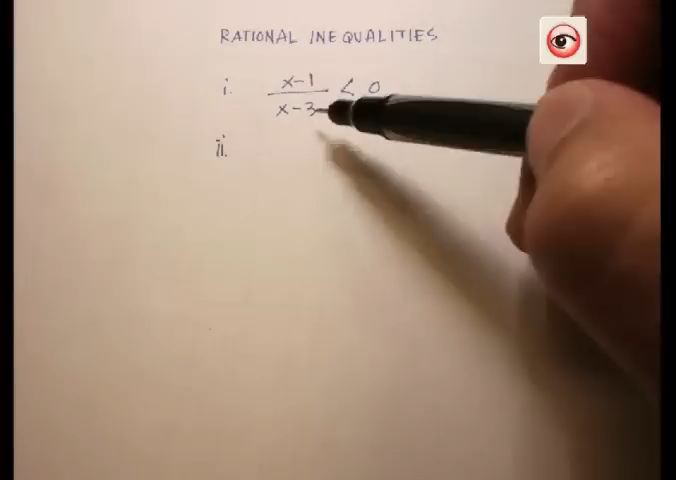 RATIONAL INEQUALITIES
i. x-1 / x-3 < 0
ii.